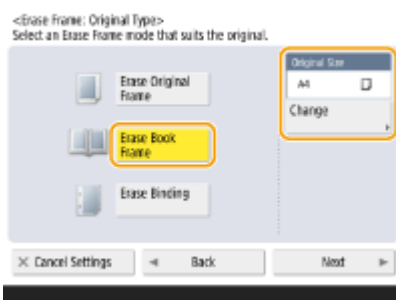 <Erase Frame: Original Type>
Select an Erase Frame mode that suits the original.
Original Size
A4
Change
Erase Original
Frame
Erase Book
Frame
Erase Binding
× Cancel Settings
Back
Next